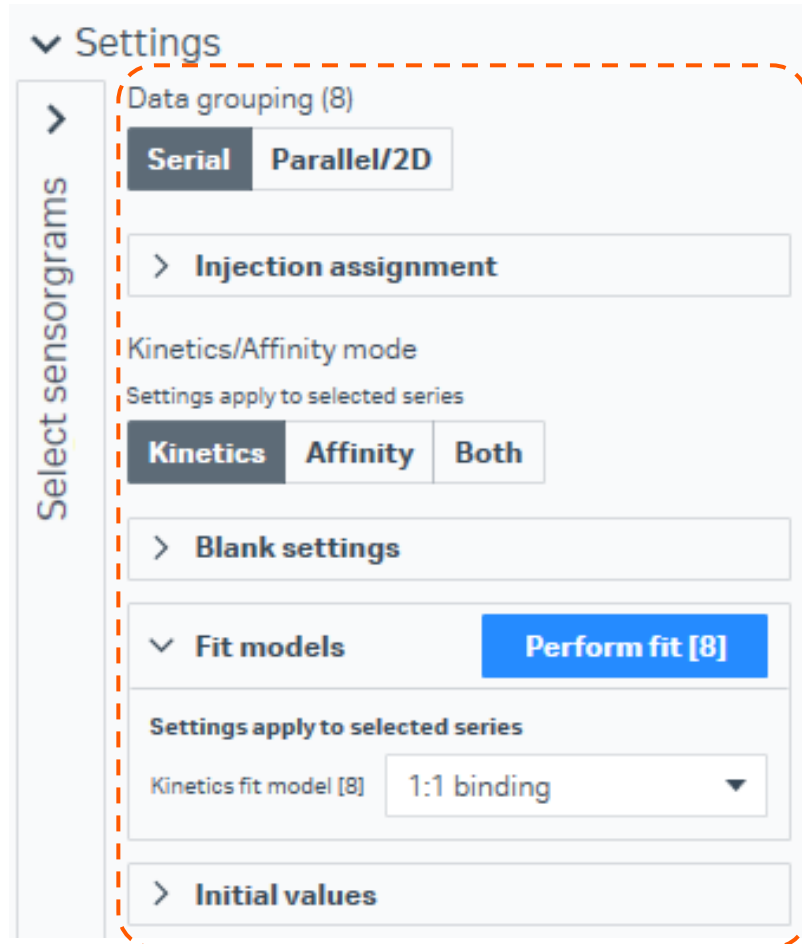 Settings
Select sensorgrams
Data grouping (8)
Serial Parallel/2D
Injection assignment
Kinetics/Affinity mode
Settings apply to selected series
Kinetics Affinity Both
Blank settings
Fit models Perform fit [8]
Settings apply to selected series
Kinetics fit model [8] 1:1 binding
Initial values